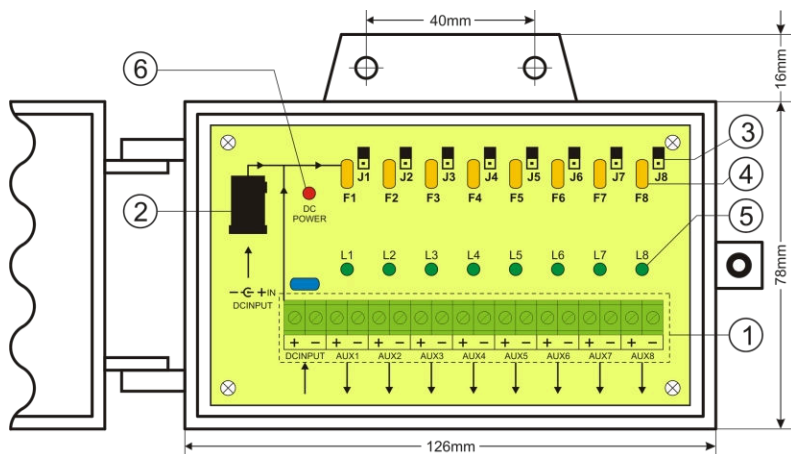 40mm
16mm
6
3
J1 J2 J3 J4 J5 J6 J7 J8
4
F1 F2 F3 F4 F5 F6 F7 F8
2
DC
POWER
5
L1 L2 L3 L4 L5 L6 L7 L8
78mm
− + IN
DCINPUT
1
+ − + − + − + − + − + − + − + − + −
DCINPUT AUX1 AUX2 AUX3 AUX4 AUX5 AUX6 AUX7 AUX8
126mm